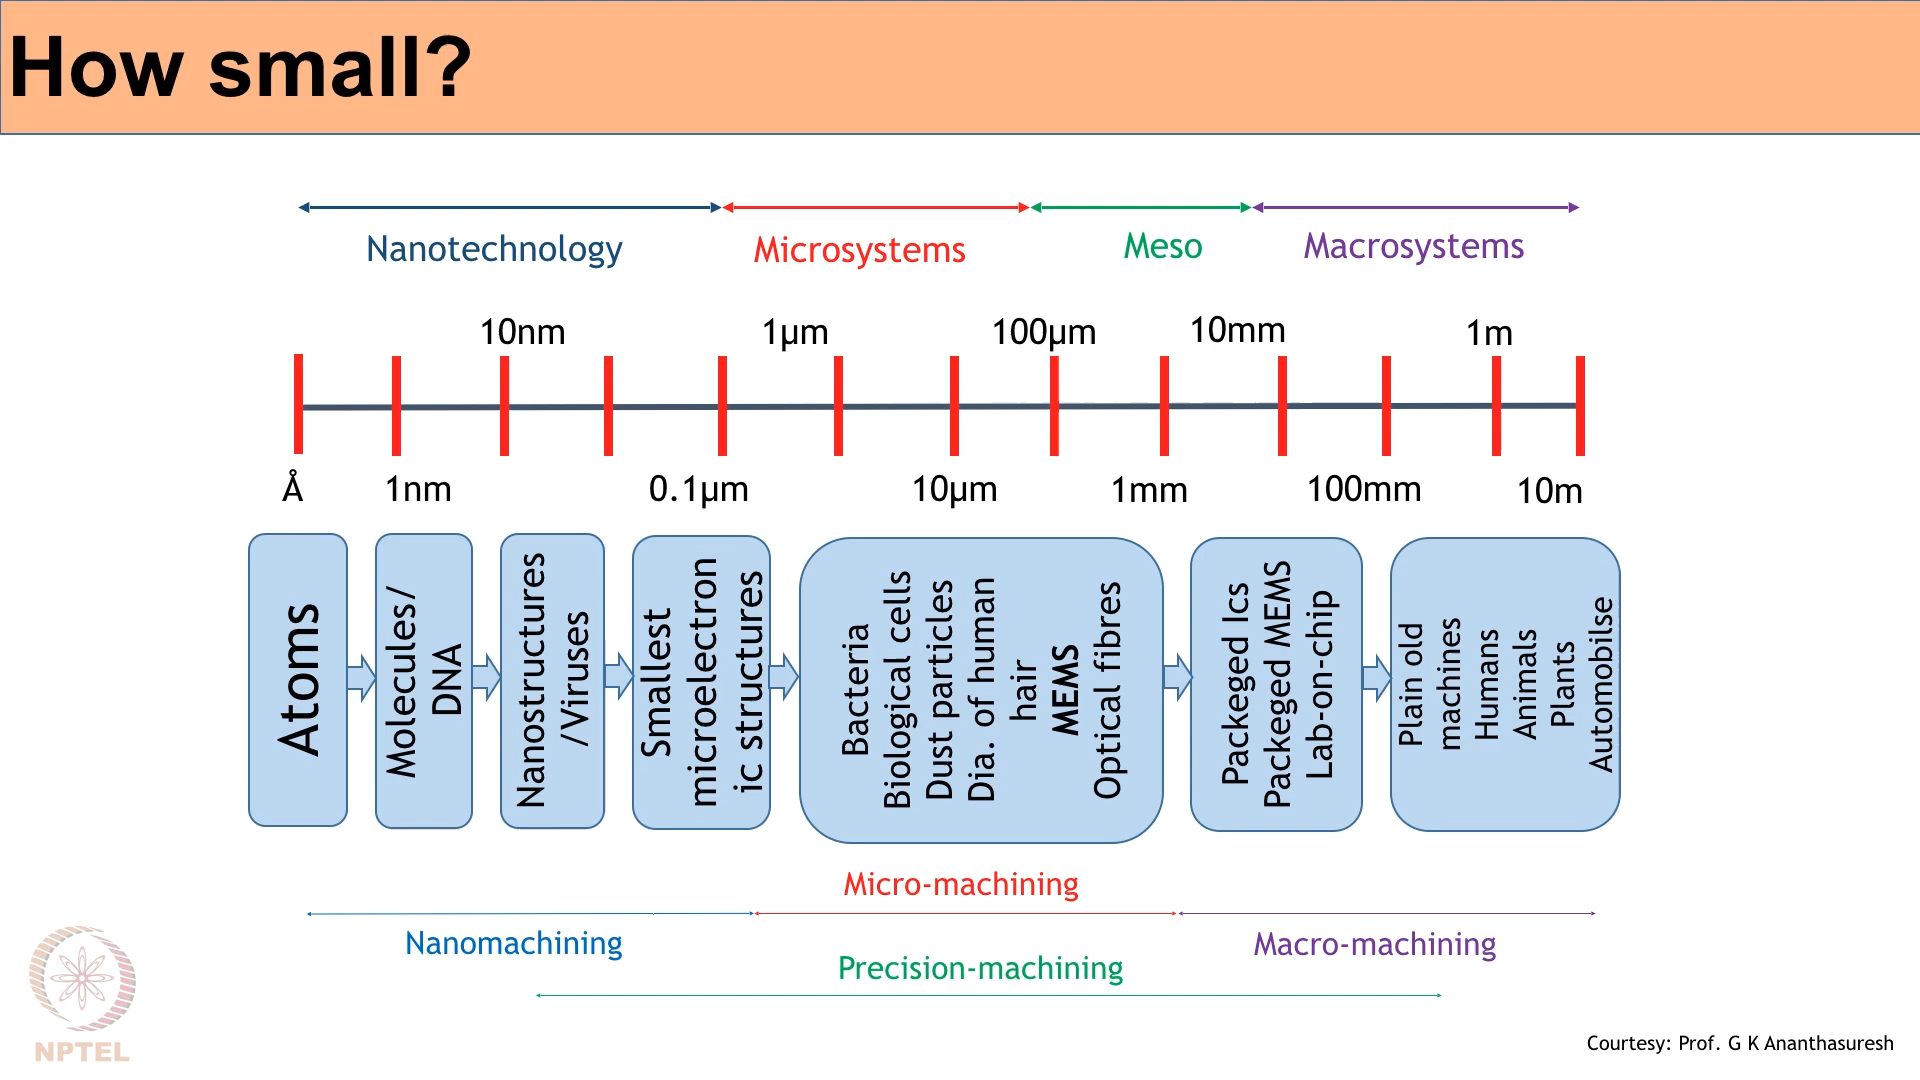 How small?
Nanotechnology
Microsystems
Meso
Macrosystems
10nm
1μm
100μm
10mm
1m
Å
1nm
0.1μm
10μm
1mm
100mm
10m
Atoms
Molecules/
DNA
Nanostructures
/Viruses
Smallest
microelectron
ic structures
Bacteria
Biological cells
Dust particles
Dia. of human
hair
MEMS
Optical fibres
Packeged Ics
Packeged MEMS
Lab-on-chip
Plain old
machines
Humans
Animals
Plants
Automobilse
Micro-machining
Nanomachining
Macro-machining
Precision-machining
NPTEL
Courtesy: Prof. G K Ananthasuresh